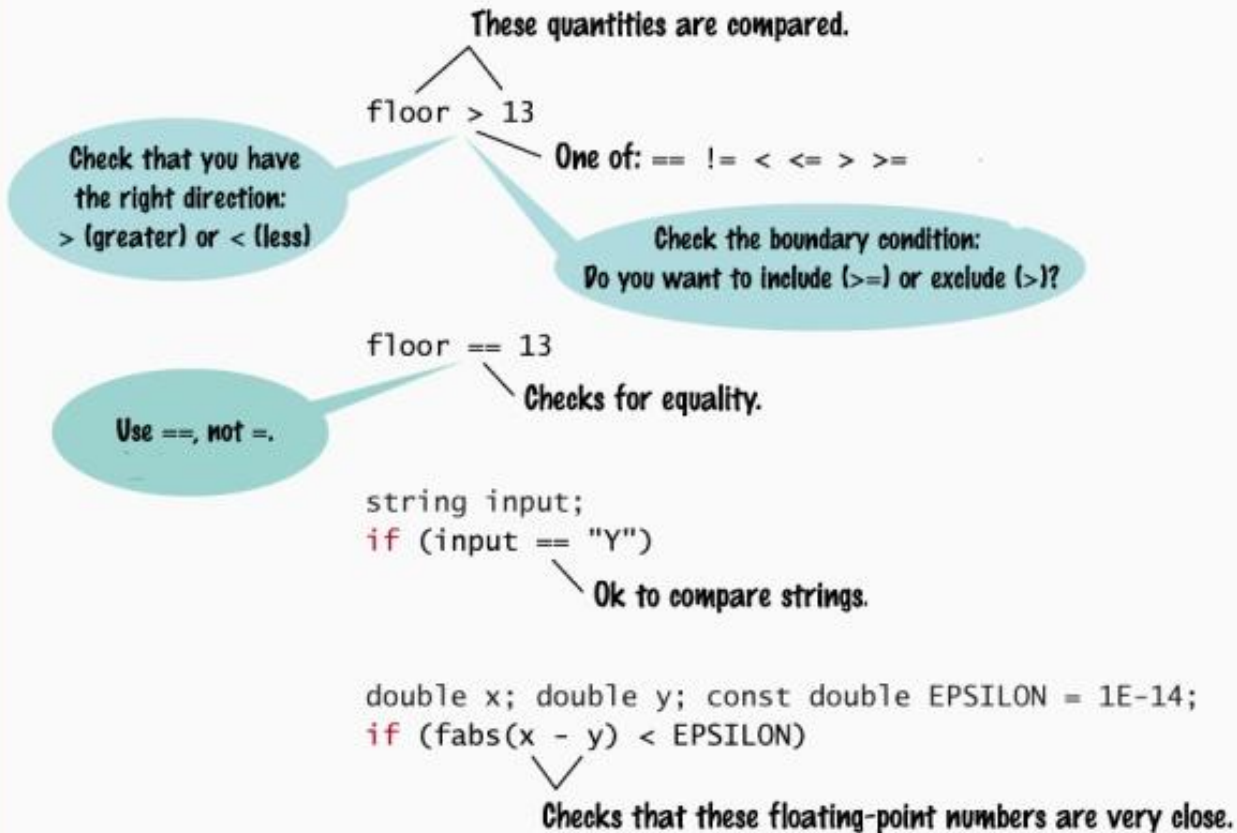 These quantities are compared.
floor > 13
One of: == != < <= > >=
Check that you have
the right direction:
> (greater) or < (less)
Check the boundary condition:
Do you want to include (>=) or exclude (>)?
floor == 13
Checks for equality.
Use ==, not =.
string input;
if (input == "Y")
Ok to compare strings.
double x; double y; const double EPSILON = 1E-14;
if (fabs(x - y) < EPSILON)
Checks that these floating-point numbers are very close.